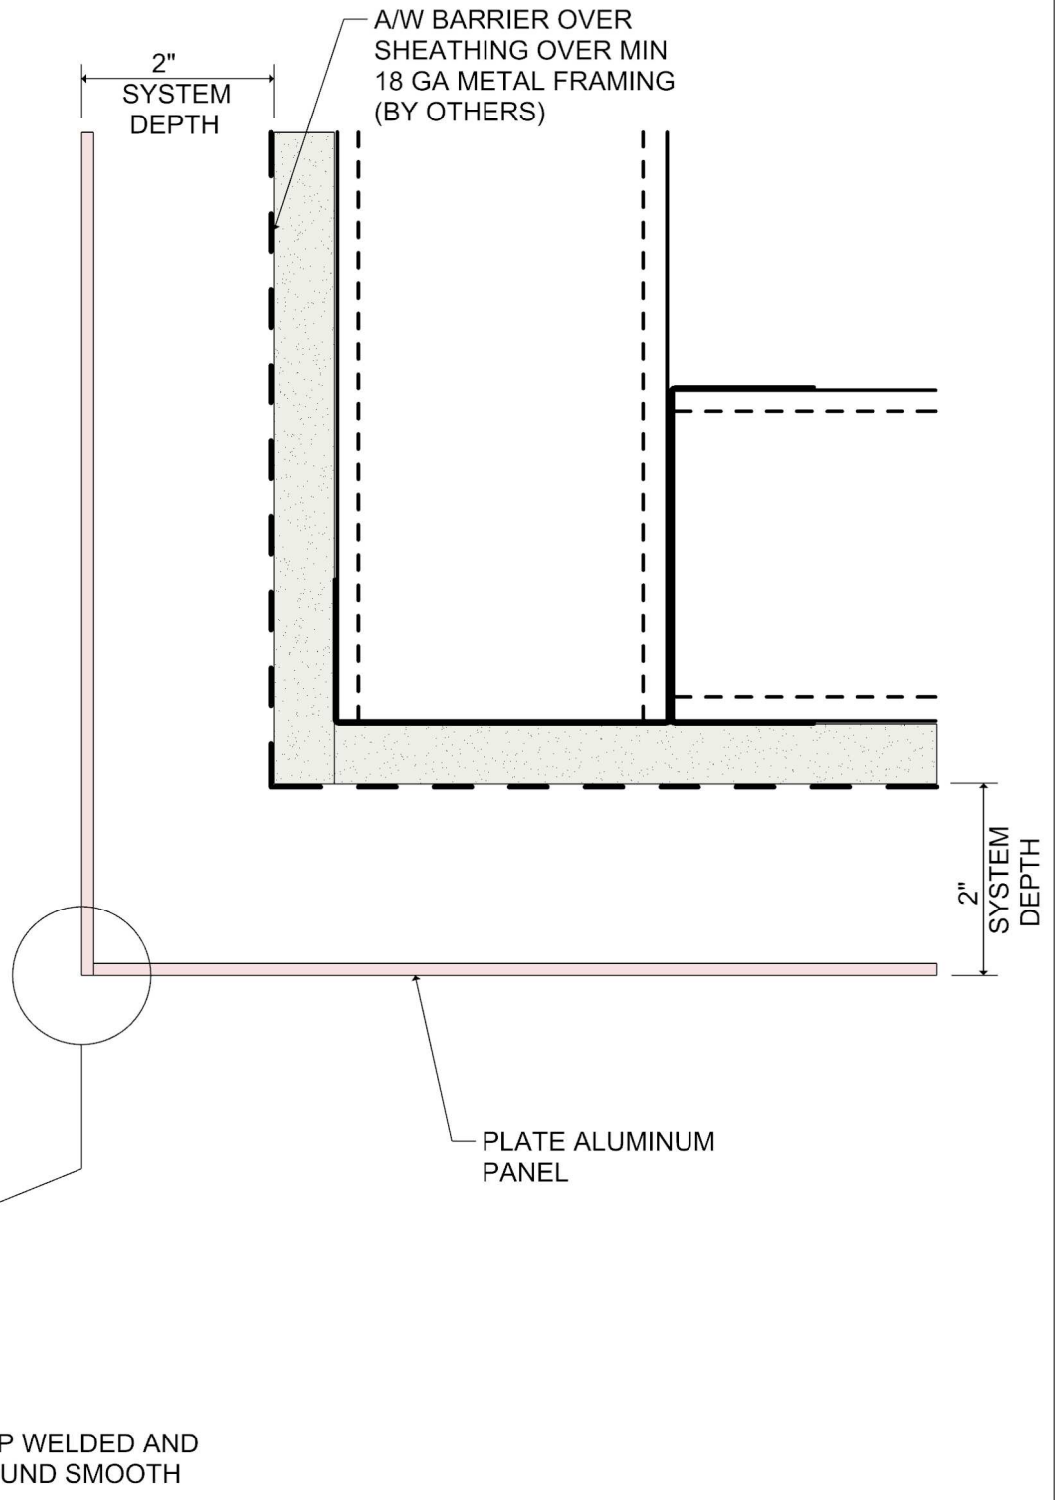 A/W BARRIER OVER
SHEATHING OVER MIN
18 GA METAL FRAMING
(BY OTHERS)
2"
SYSTEM
DEPTH
2"
SYSTEM
DEPTH
PLATE ALUMINUM
PANEL
WELDED AND
SMOOTH